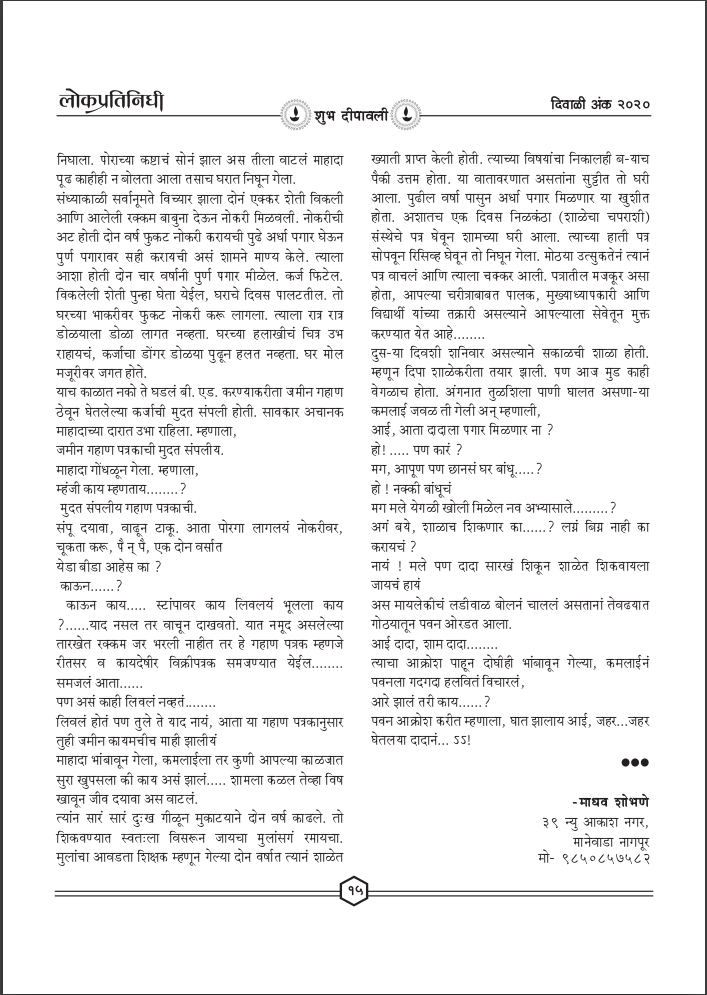 लोकप्रतिनिधी
शुभ दीपावली
दिवाळी अंक २०२०
निघाला. पोराच्या कष्टाचं सोनं झाल अस तीला वाटलं माहादा
पूढ काहीही न बोलता आला तसाच घरात निघून गेला.
संध्याकाळी सर्वानूमते विच्यार झाला दोनं एक्कर शेती विकली
आणि आलेली रक्कम बाबुना देऊन नोकरी मिळवली. नोकरीची
अट होती दोन वर्ष फुकट नोकरी करायची पुढे अर्धा पगार घेऊन
पुर्ण पगारावर सही करायची असं शामने माण्य केले. त्याला
आशा होती दोन चार वर्षानी पुर्ण पगार मीळेल. कर्ज फिटेल.
विकलेली शेती पुन्हा घेता येईल, घराचे दिवस पालटतील. तो
घरच्या भाकरीवर फुकट नोकरी करू लागला. त्याला रात्र रात्र
डोळयाला डोळा लागत नव्हता. घरच्या हलाखीचं चित्र उभ
राहायचं, कर्जाचा डोंगर डोळया पुढून हलत नव्हता. घर मोल
मजूरीवर जगत होते.
याच काळात नको ते घडलं बी. एड. करण्याकरीता जमीन गहाण
ठेवून घेतलेल्या कर्जाची मुदत संपली होती. सावकार अचानक
माहादाच्या दारात उभा राहिला. म्हणाला,
जमीन गहाण पत्रकाची मुदत संपलीय.
माहादा गोंधळून गेला. म्हणाला,
म्हंजी काय म्हणताय........?
मुदत संपलीय गहाण पत्रकाची.
संपू दयावा, वाढून टाकू. आता पोरगा लागलयं नोकरीवर,
चूकता करू, पै न् पै, एक दोन वर्सात
येडा बीडा आहेस का ?
काऊन......?
काऊन काय..... स्टांपावर काय लिवलयं भूलला काय
?......याद नसल तर वाचून दाखवतो. यात नमूद असलेल्या
तारखेत रक्कम जर भरली नाहीत तर हे गहाण पत्रक म्हणजे
रीतसर व कायदेषीर विक्रीपत्रक समजण्यात येईल........
समजलं आता......
पण असं काही लिवलं नव्हतं........
लिवलं होतं पण तुले ते याद नायं, आता या गहाण पत्रकानुसार
तुही जमीन कायमचीच माही झालीयं
माहादा भांबावून गेला, कमलाईला तर कुणी आपल्या काळजात
सुरा खुपसला की काय असं झालं..... शामला कळल तेव्हा विष
खावून जीव दयावा अस वाटलं.
त्यांन सारं सारं दुःख गीळून मुकाटयाने दोन वर्ष काढले. तो
शिकवण्यात स्वतःला विसरून जायचा मुलांसगं रमायचा.
मुलांचा आवडता शिक्षक म्हणून गेल्या दोन वर्षात त्यानं शाळेत
ख्याती प्राप्त केली होती. त्याच्या विषयांचा निकालही ब-याच
पैकी उत्तम होता. या वातावरणात असतांना सुट्टीत तो घरी
आला. पुढील वर्षा पासुन अर्धा पगार मिळणार या खुशीत
होता. अशातच एक दिवस निळकंठा (शाळेचा चपराशी)
संस्थेचे पत्र घेवून शामच्या घरी आला. त्याच्या हाती पत्र
सोपवून रिसिव्ह घेवून तो निघून गेला. मोठया उत्सुकतेनं त्यानं
पत्र वाचलं आणि त्याला चक्कर आली. पत्रातील मजकूर असा
होता, आपल्या चरीत्राबाबत पालक, मुख्याध्यापकारी आणि
विद्यार्थी यांच्या तक्रारी असल्याने आपल्याला सेवेतून मुक्त
करण्यात येत आहे........
दुस-या दिवशी शनिवार असल्याने सकाळची शाळा होती.
म्हणून दिपा शाळेकरीता तयार झाली. पण आज मुड काही
वेगळाच होता. अंगनात तुळशिला पाणी घालत असणा-या
कमलाई जवळ ती गेली अन् म्हणाली,
आई, आता दादाला पगार मिळणार ना ?
हो! ..... पण कारं ?
मग, आपूण पण छानसं घर बांधू.....?
हो ! नक्की बांधूचं
मग मले येगळी खोली मिळेल नव अभ्यासाले.........?
अगं बये, शाळाच शिकणार का......? लग्नं बिग्न नाही का
करायचं ?
नायं ! मले पण दादा सारखं शिकून शाळेत शिकवायला
जायचं हायं
अस मायलेकीचं लडीवाळ बोलनं चाललं असतानां तेवढयात
गोठयातून पवन ओरडत आला.
आई दादा, शाम दादा........
त्याचा आक्रोश पाहून दोघीही भांबावून गेल्या, कमलाईनं
पवनला गदगदा हलवितं विचारलं,
आरे झालं तरी काय......?
पवन आक्रोश करीत म्हणाला, घात झालाय आई, जहर...जहर
घेतलया दादानं... ऽऽ!
●●●
-माधव शोभणे
३९ न्यु आकाश नगर,
मानेवाडा नागपूर
मो- ९८५०८५७५८२
१५